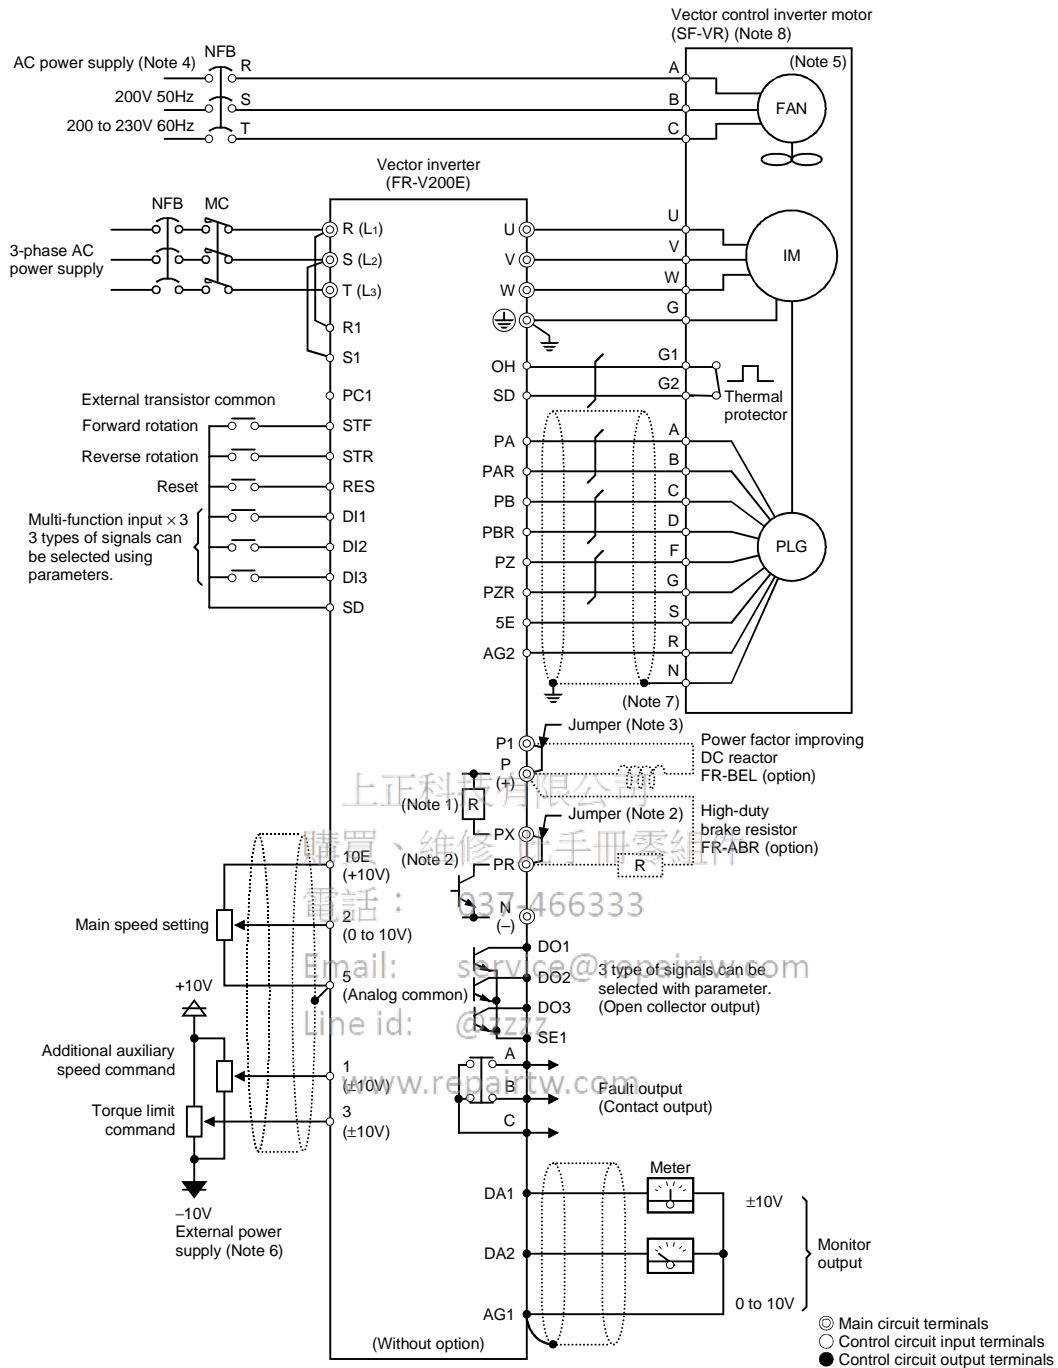 Vector control inverter motor
(SF-VR) (Note 8)
(Note 5)
NFB
AC power supply (Note 4)
R
200V 50Hz
S
200 to 230V 60Hz
T
A
B
C
FAN
Vector inverter
(FR-V200E)
NFB
MC
3-phase AC
power supply
R (L1)
S (L2)
T (L3)
R1
S1
PC1
U
V
W
U
V
W
G
IM
OH
SD
G1
G2
Thermal
protector
External transistor common
Forward rotation
STF
Reverse rotation
STR
Reset
RES
Multi-function input × 3
3 types of signals can
be selected using
parameters.
DI1
DI2
DI3
SD
PA
PAR
PB
PBR
PZ
PZR
5E
AG2
A
B
C
D
F
G
S
R
N
PLG
(Note 7)
P1
Jumper (Note 3)
Power factor improving
DC reactor
FR-BEL (option)
P
(+)
(Note 1)
R
PX
Jumper (Note 2)
High-duty
brake resistor
FR-ABR (option)
(Note 2)
PR
R
N
(–)
10E
(+10V)
Main speed setting
2
(0 to 10V)
5
(Analog common)
+10V
Additional auxiliary
speed command
1
(±10V)
Torque limit
command
3
(±10V)
–10V
External power
supply (Note 6)
DO1
DO2
DO3
SE1
3 type of signals can be
selected with parameter.
(Open collector output)
A
B
C
Fault output
(Contact output)
DA1
Meter
±10V
DA2
Monitor
output
AG1
0 to 10V
(Without option)
Main circuit terminals
Control circuit input terminals
Control circuit output terminals
上正科技有限公司
購買、維修 上手冊零組件
電話： 037-466333
Email: service@repairtw.com
Line id: @zzzz
www.repairtw.com